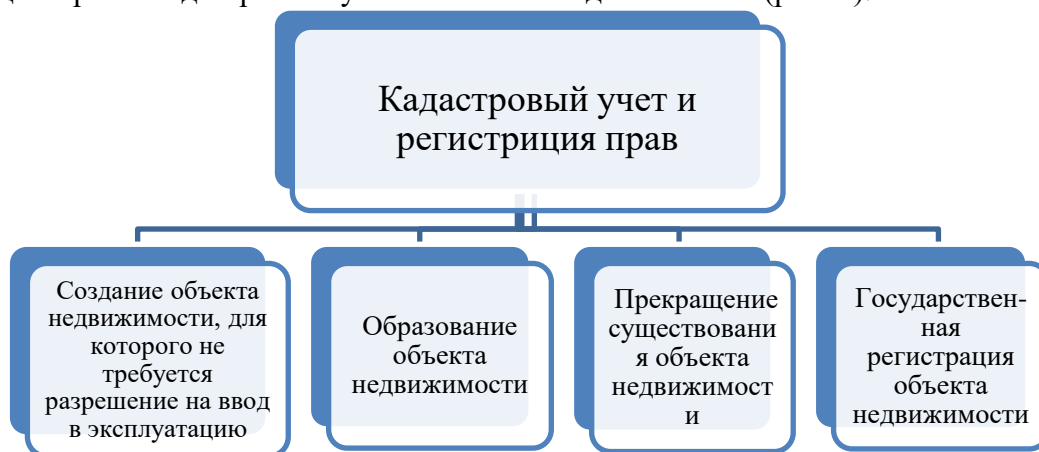 Кадастровый учет и
регистриция прав
Создание объекта
недвижимости, для
которого не
требуется
разрешение на ввод
в эксплуатацию
Образование
объекта
недвижимости
Прекращение
существовани
я объекта
недвижимост
и
Государствен-
ная
регистрация
объекта
недвижимости